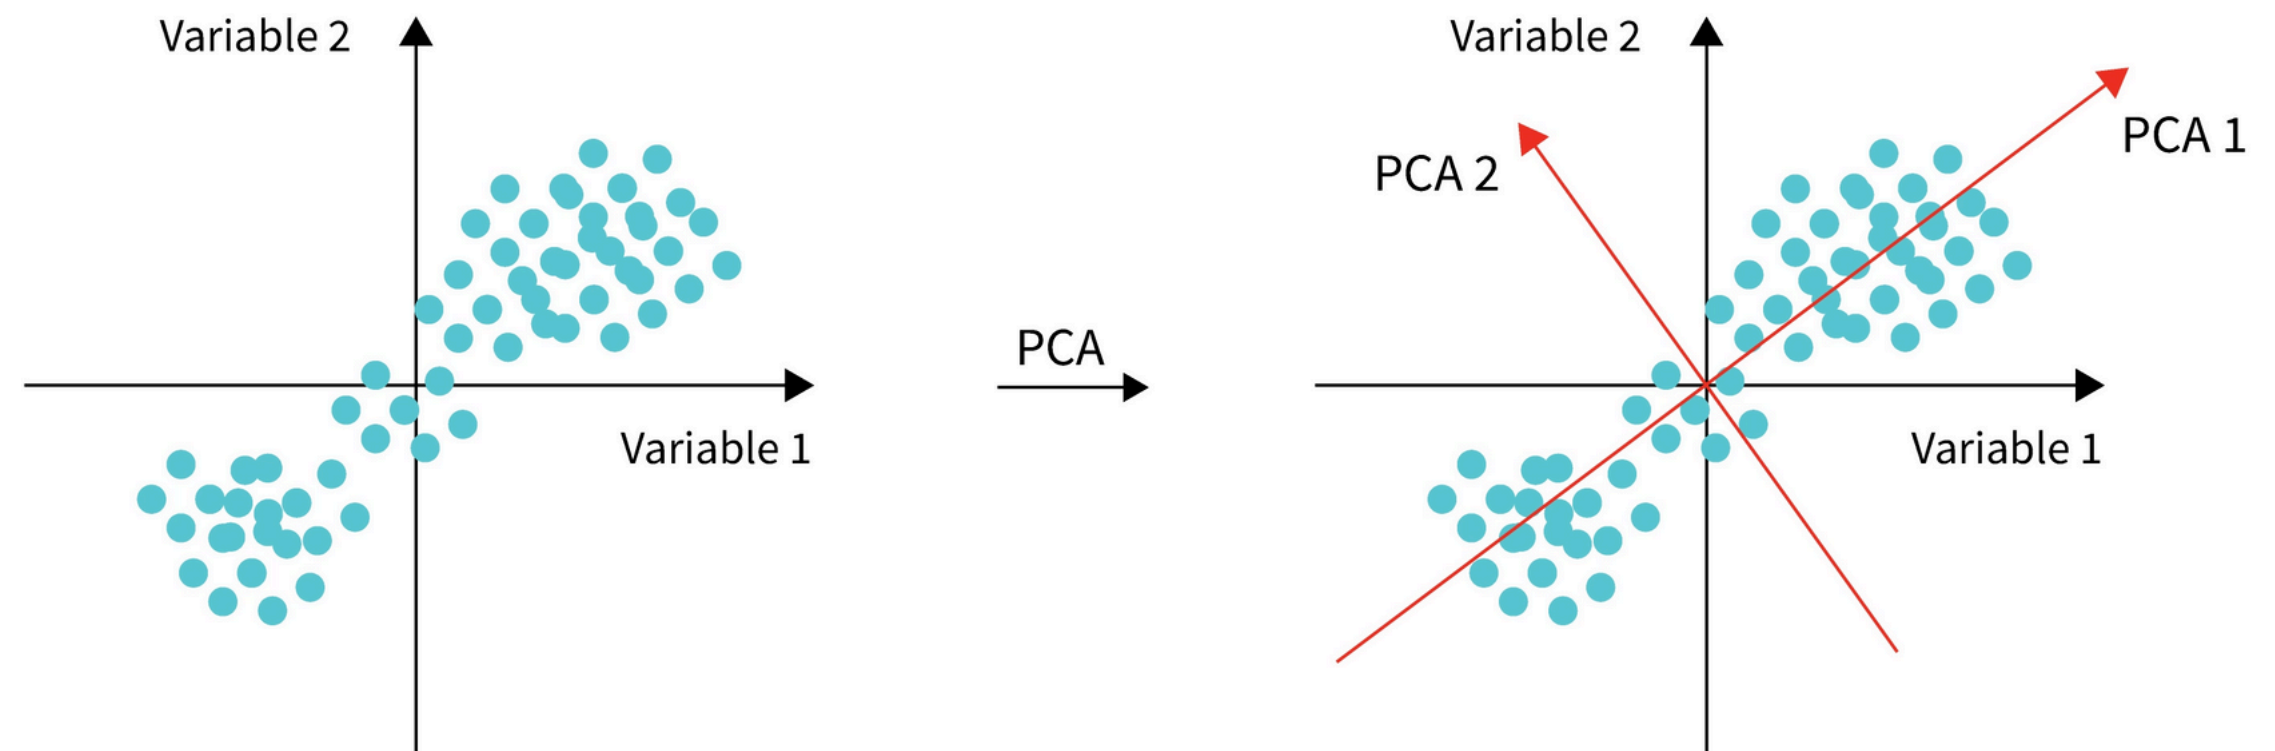 Variable 2
Variable 1
PCA
Variable 2
PCA 1
PCA 2
Variable 1